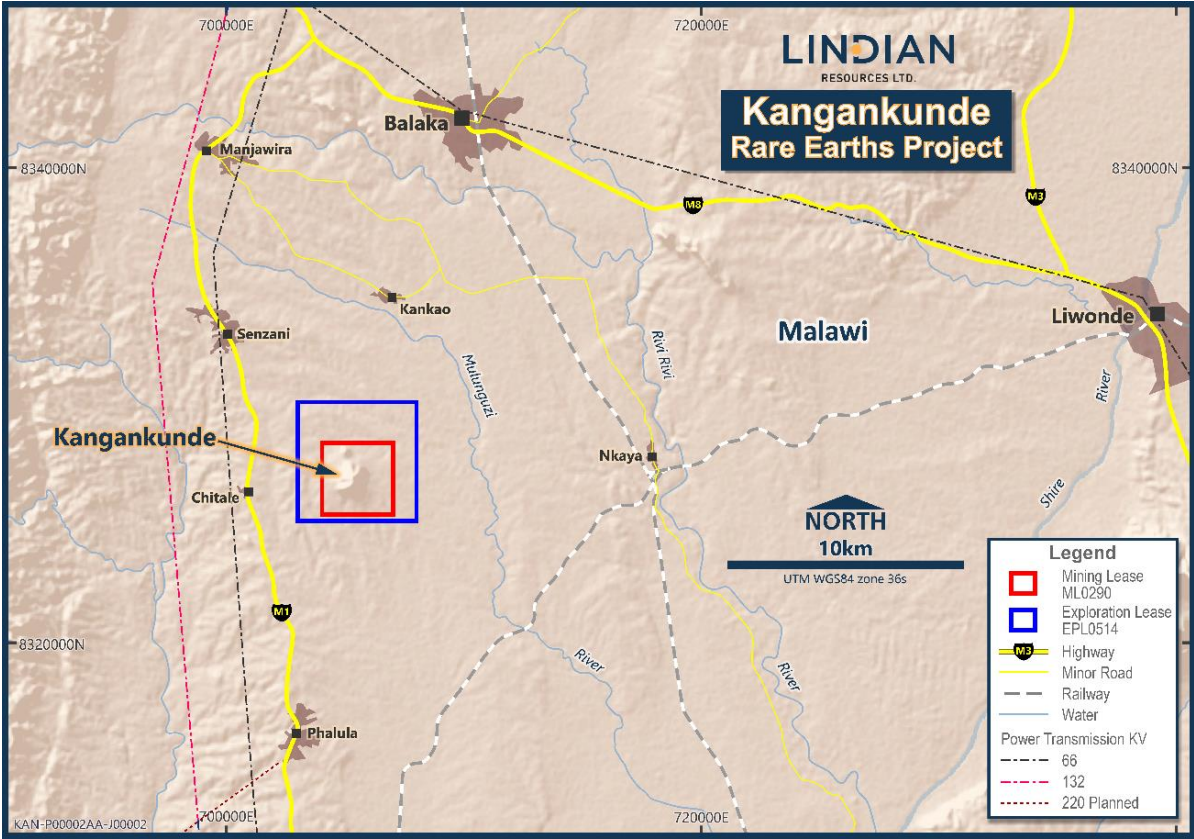 700000E
720000E
LINDIAN
RESOURCES LTD.
Kangankunde
Rare Earths Project
Balaka
Manjawira
8340000N
8340000N
M8
M3
Kankao
Senzani
Malawi
Liwonde
Rivi Rivi
Mulunguzi
River
Kangankunde
Nkaya
Chitale
Shire
NORTH
10km
UTM WGS84 zone 36s
M1
8320000N
River
River
Phalula
Legend
Mining Lease
ML0290
Exploration Lease
EPL0514
M3
Highway
Minor Road
Railway
Water
Power Transmission KV
66
132
220 Planned
KAN-P00002AA-J00002
700000E
720000E